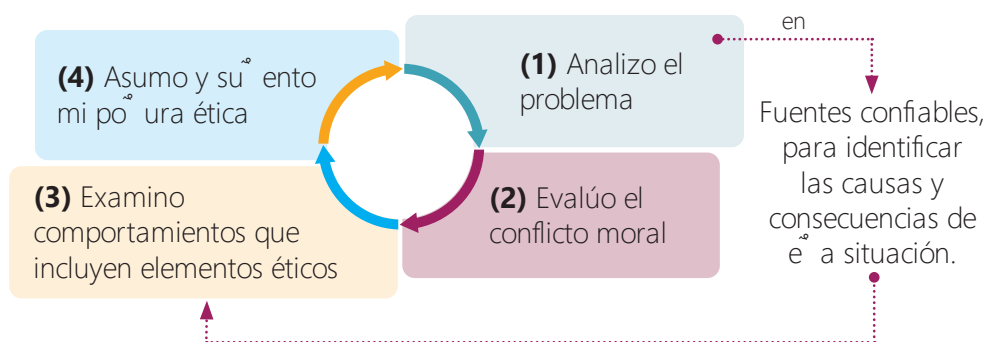 en
(4) Asumo y su˜° ento
mi po˜° ura ética
(1) Analizo el
problema
(3) Examino
comportamientos que
incluyen elementos éticos
(2) Evalúo el
conflicto moral
Fuentes confiables,
para identificar
las causas y
consecuencias de
e˜° a situación.